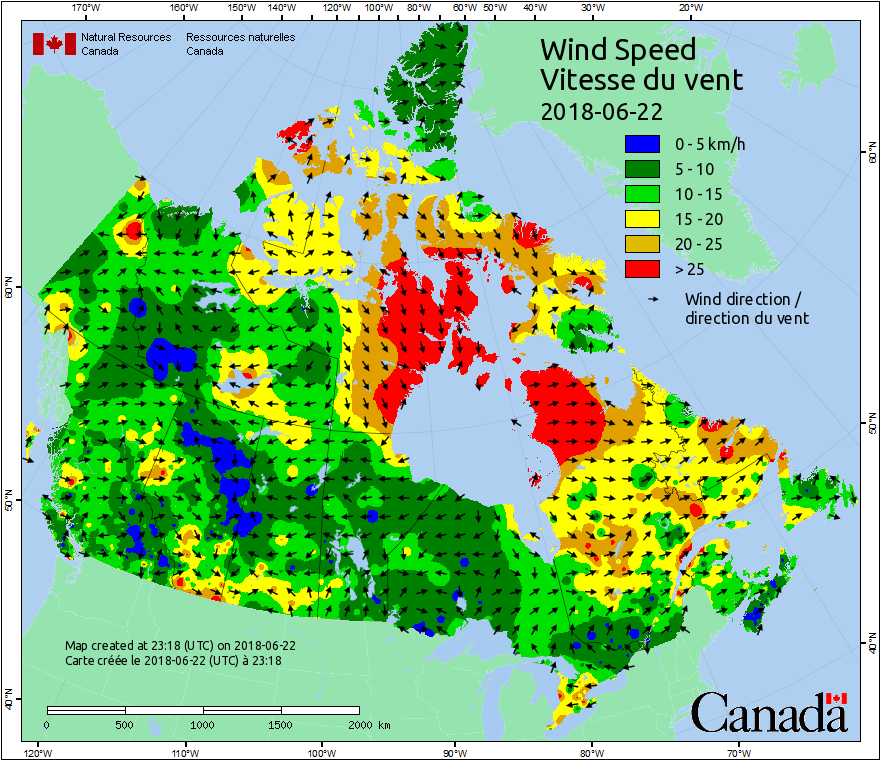 170°W 160°W 150°W 140°W 130°W 120°W 110°W 100°W 90°W 80°W 70°W 60°W 50°W 40°W 30°W 20°W
Natural Resources Canada
Ressources naturelles Canada
Wind Speed
Vitesse du vent
2018-06-22
0 - 5 km/h
5 - 10
10 - 15
15 - 20
20 - 25
> 25
Wind direction /
direction du vent
60°N
60°N
50°N
50°N
40°N
40°N
Map created at 23:18 (UTC) on 2018-06-22
Carte créée le 2018-06-22 (UTC) à 23:18
0 500 1000 1500 2000 km
Canada
120°W 110°W 100°W 90°W 80°W 70°W